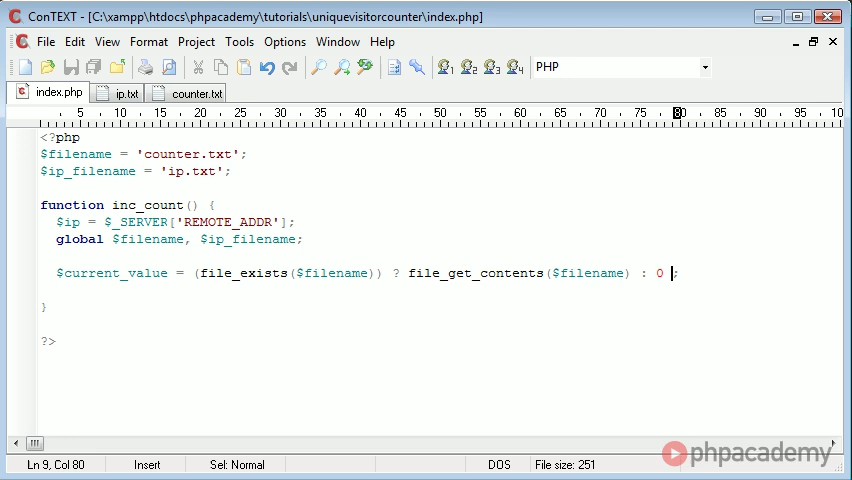 ConTEXT - [C:\xampp\htdocs\phpacademy\tutorials\uniquevisitorcounter\index.php]
File Edit View Format Project Tools Options Window Help
1 2 3 4 PHP
index.php ip.txt counter.txt
5 10 15 20 25 30 35 40 45 50 55 60 65 70 75 80 85 90 95 10
<?php
$filename = 'counter.txt';
$ip_filename = 'ip.txt';
function inc_count() {
$ip = $_SERVER['REMOTE_ADDR'];
global $filename, $ip_filename;
$current_value = (file_exists($filename)) ? file_get_contents($filename) : 0 ;
}
?>
phpacademy
Ln 9, Col 80 Insert Sel: Normal DOS File size: 251